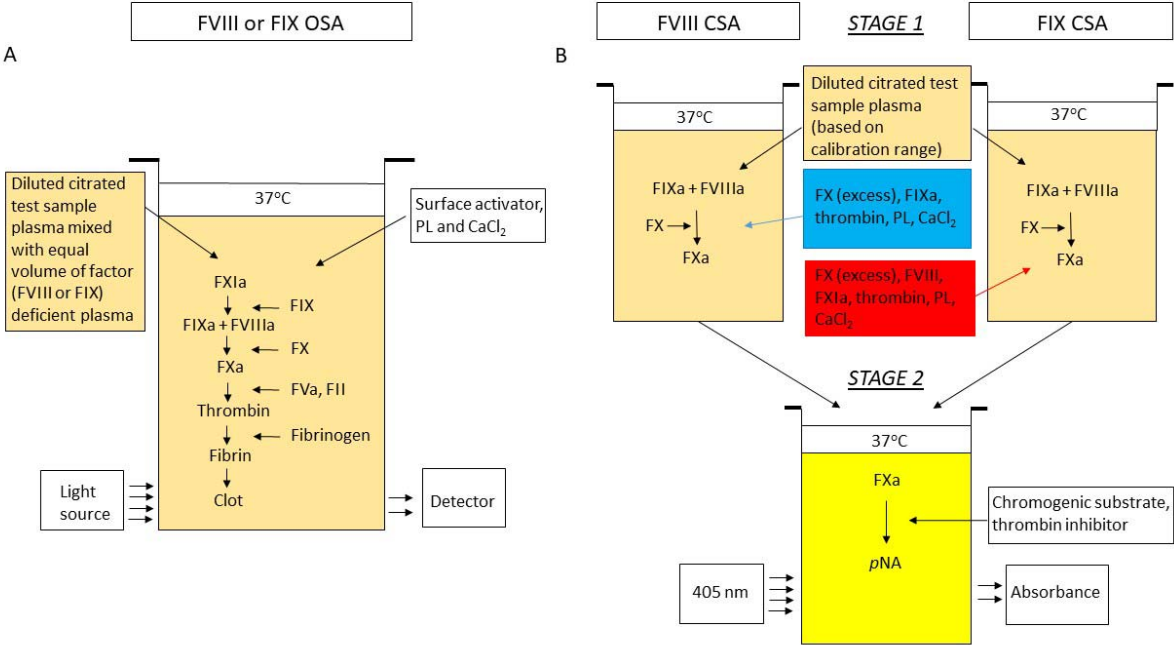 FVIII or FIX OSA
A
Diluted citrated
test sample
plasma mixed
with equal
volume of factor
(FVIII or FIX)
deficient plasma
37°C
Surface activator,
PL and CaCl₂
FXIa
FIX
FIXa + FVIIIa
FX
FXa
FVa, FII
Thrombin
Fibrinogen
Fibrin
Clot
Light
source
Detector
FVIII CSA
STAGE 1
FIX CSA
B
37°C
Diluted citrated test
sample plasma
(based on
calibration range)
37°C
FIXa + FVIIIa
FX
FXa
FX (excess), FIXa,
thrombin, PL, CaCl₂
FX (excess), FVIII,
FXIa, thrombin, PL,
CaCl₂
FIXa + FVIIIa
FX
FXa
STAGE 2
37°C
FXa
Chromogenic substrate,
thrombin inhibitor
pNA
405 nm
Absorbance